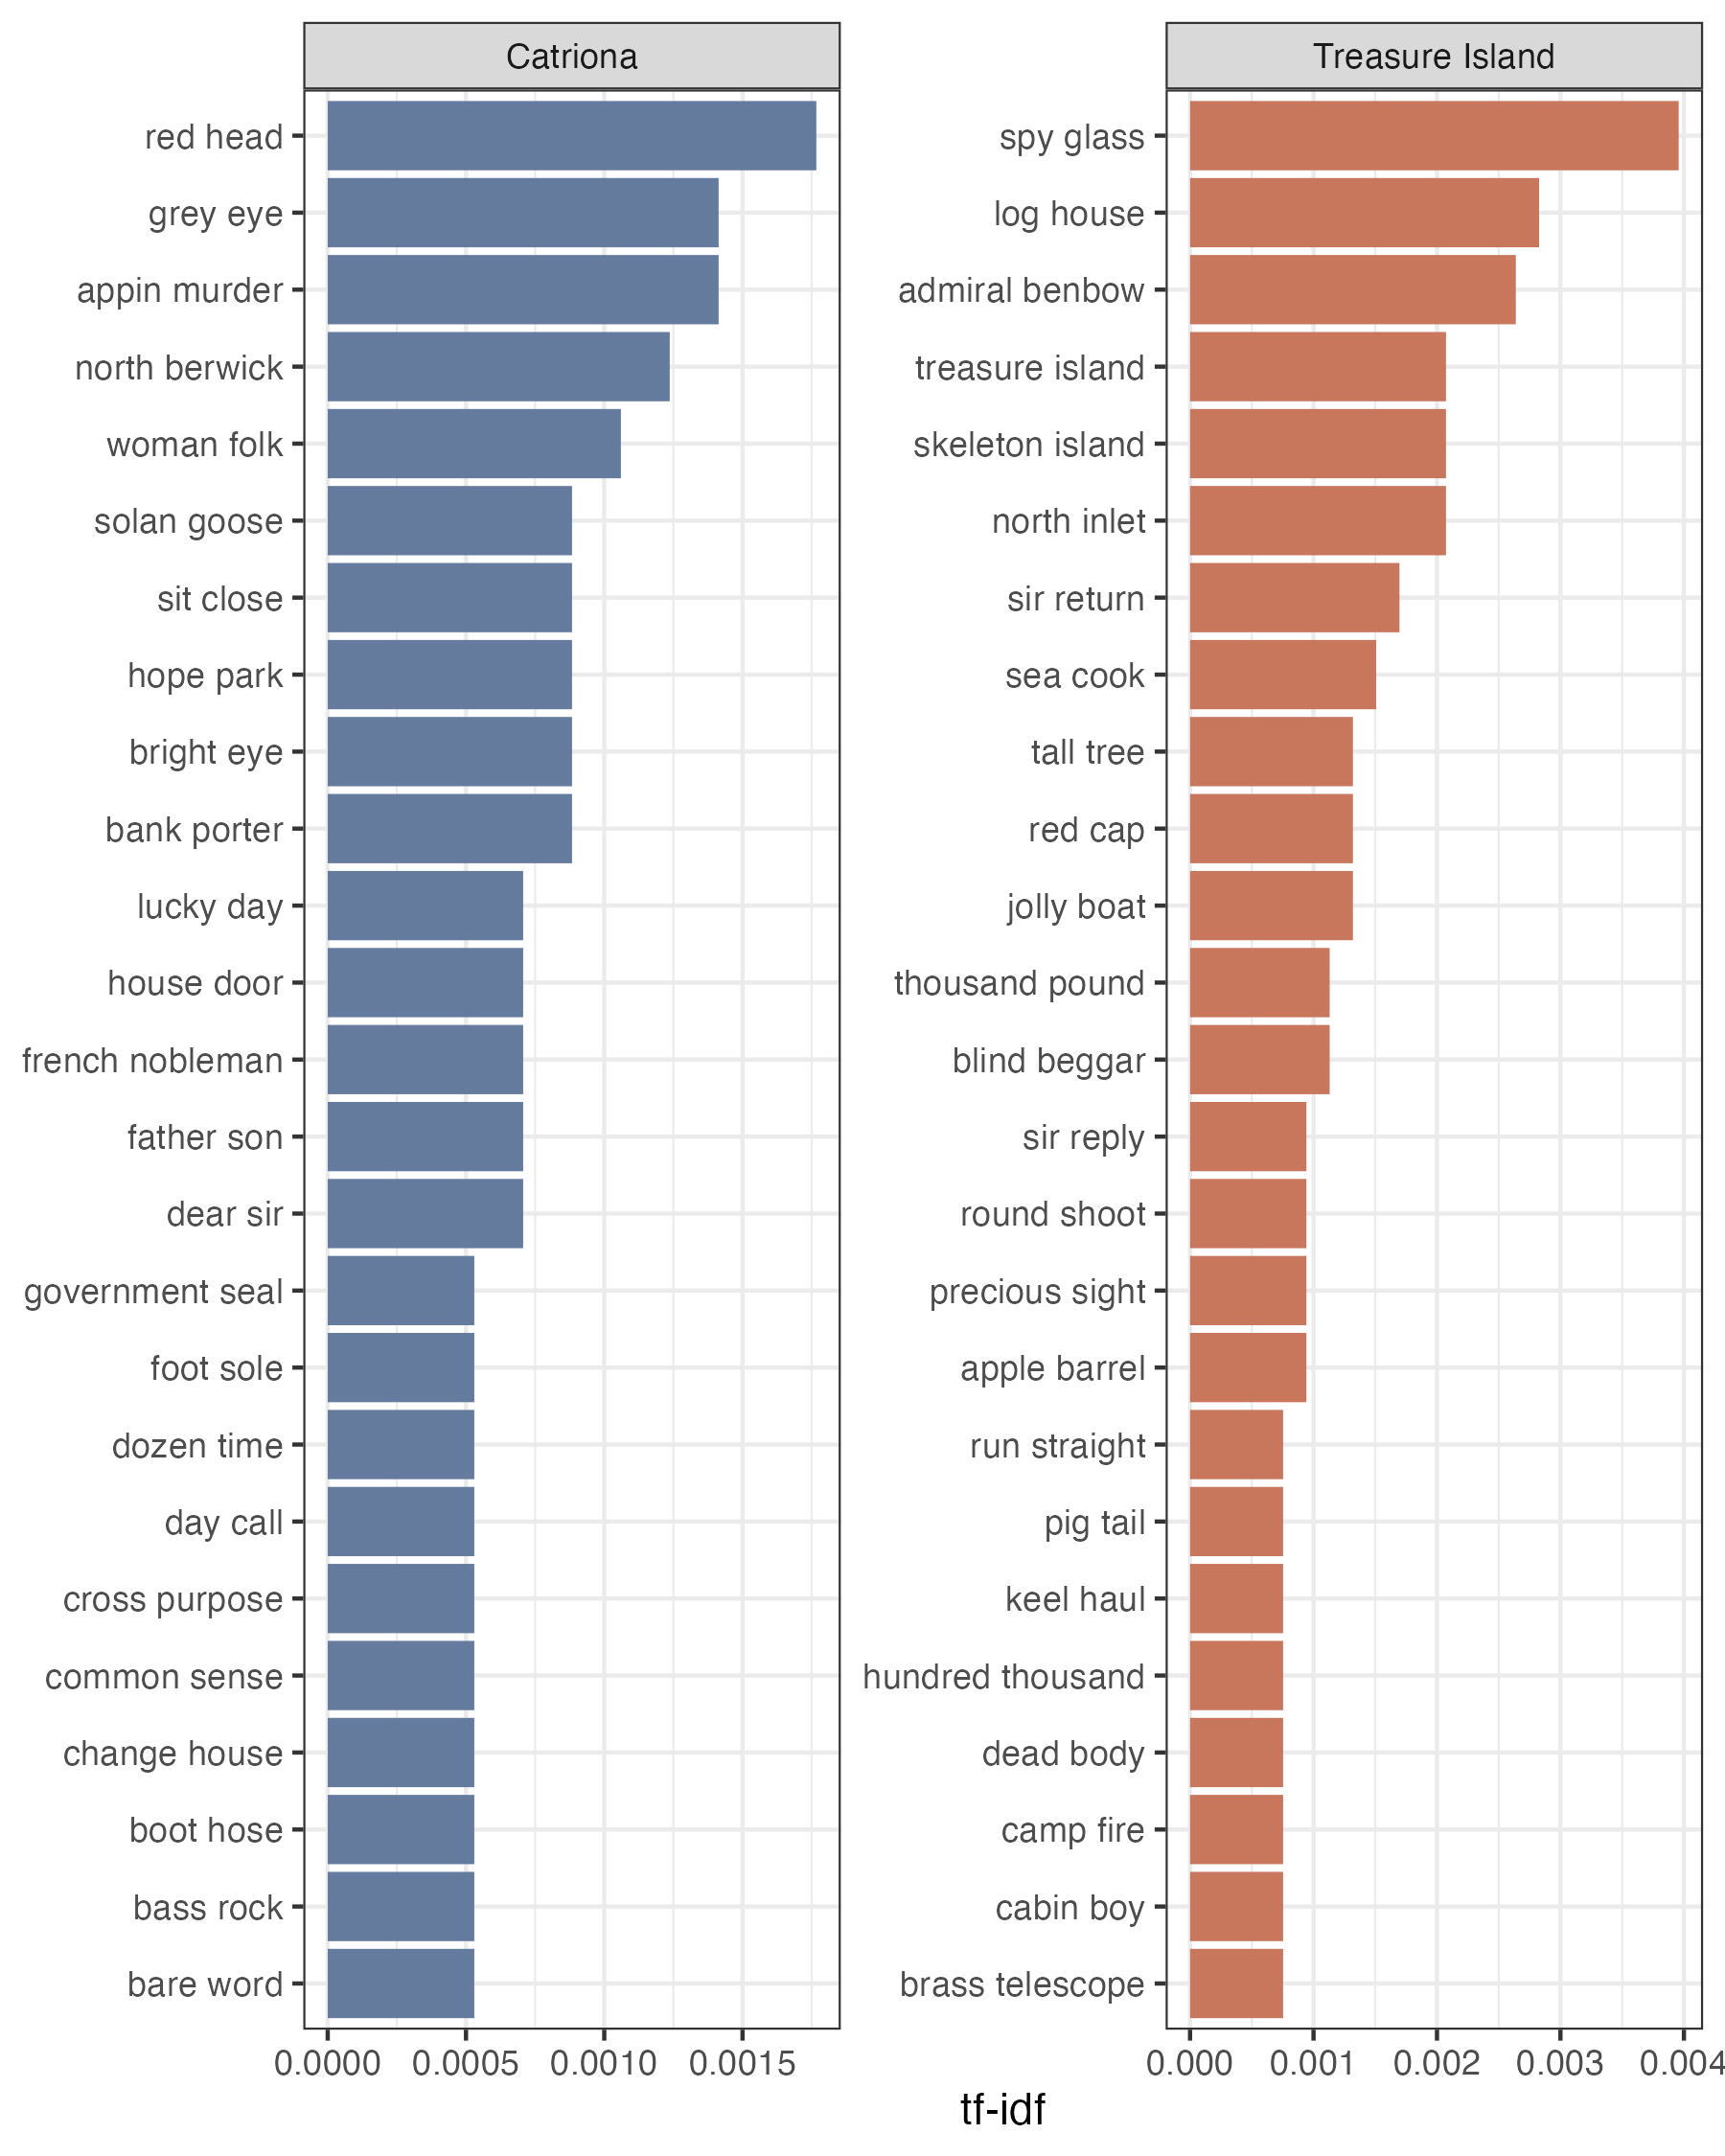 Catriona
red head
grey eye
appin murder
north berwick
woman folk
solan goose
sit close
hope park
bright eye
bank porter
lucky day
house door
french nobleman
father son
dear sir
government seal
foot sole
dozen time
day call
cross purpose
common sense
change house
boot hose
bass rock
bare word
0.0000 0.0005 0.0010 0.0015
Treasure Island
spy glass
log house
admiral benbow
treasure island
skeleton island
north inlet
sir return
sea cook
tall tree
red cap
jolly boat
thousand pound
blind beggar
sir reply
round shoot
precious sight
apple barrel
run straight
pig tail
keel haul
hundred thousand
dead body
camp fire
cabin boy
brass telescope
0.000 0.001 0.002 0.003 0.004
tf-idf